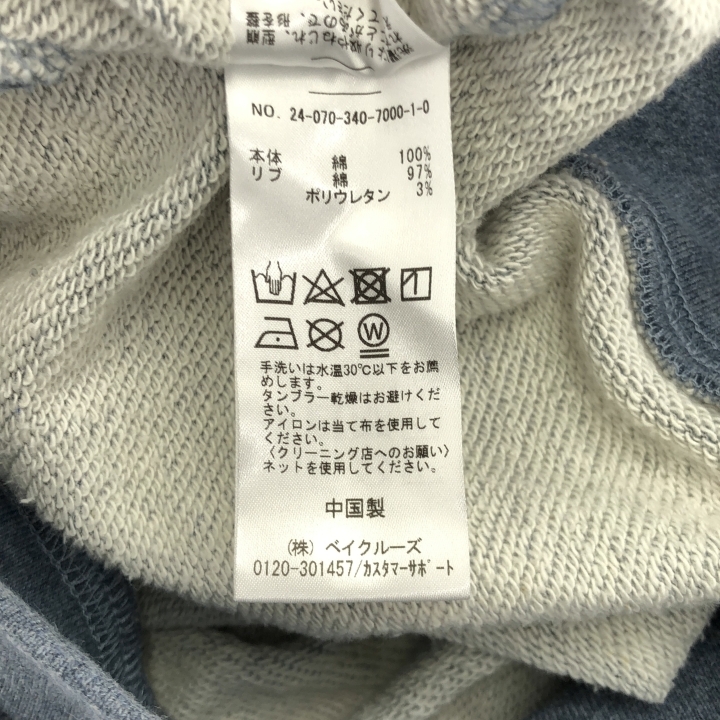 NO. 24-070-340-7000-1-0
本体 綿 100%
リブ 綿 97%
ポリウレタン 3%
W
手洗いは水温30℃以下をお薦
めします。
タンブラー乾燥はお避けくだ
さい。
アイロンは当て布を使用して
ください。
〈クリーニング店へのお願い〉
ネットを使用してください。
中国製
(株) ベイクルーズ
0120-301457/カスタマーサポート